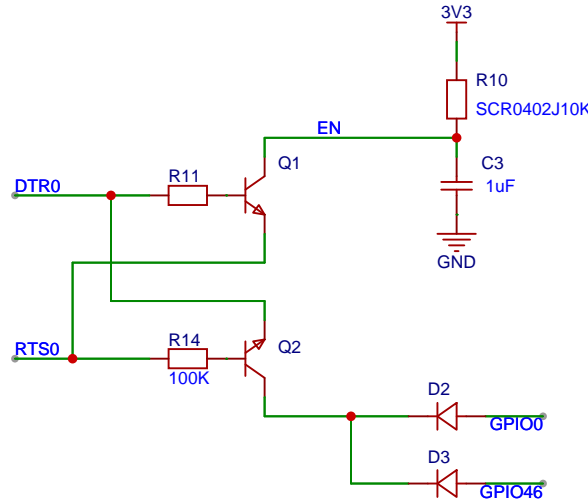 3V3
R10
SCR0402J10K
EN
Q1
C3
1uF
R11
DTR0
GND
R14
Q2
RTS0
100K
D2
GPIO0
D3
GPIO46